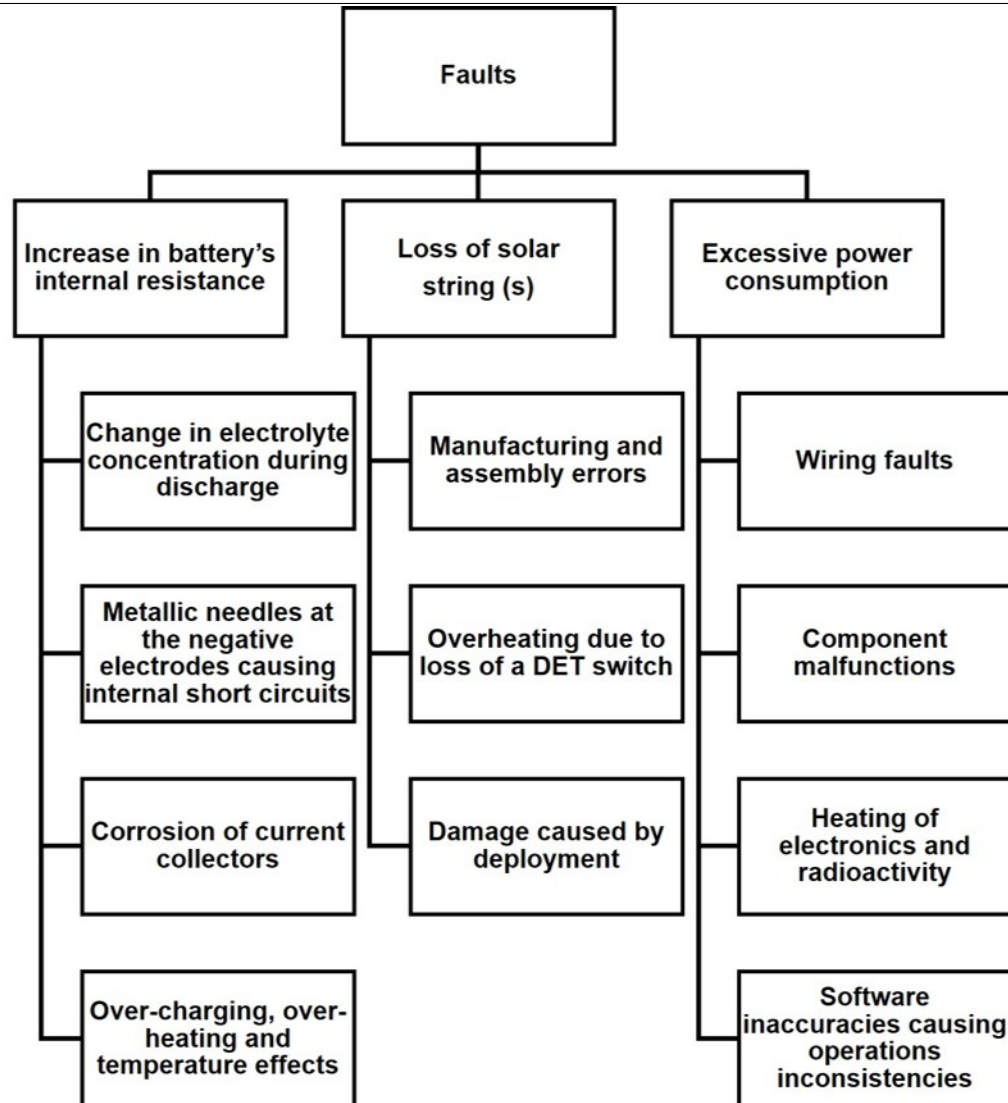 Faults
Increase in battery’s
internal resistance
Loss of solar
string (s)
Excessive power
consumption
Change in electrolyte
concentration during
discharge
Manufacturing and
assembly errors
Wiring faults
Metallic needles at
the negative
electrodes causing
internal short circuits
Overheating due to
loss of a DET switch
Component
malfunctions
Corrosion of current
collectors
Damage caused by
deployment
Heating of
electronics and
radioactivity
Over-charging, over-
heating and
temperature effects
Software
inaccuracies causing
operations
inconsistencies